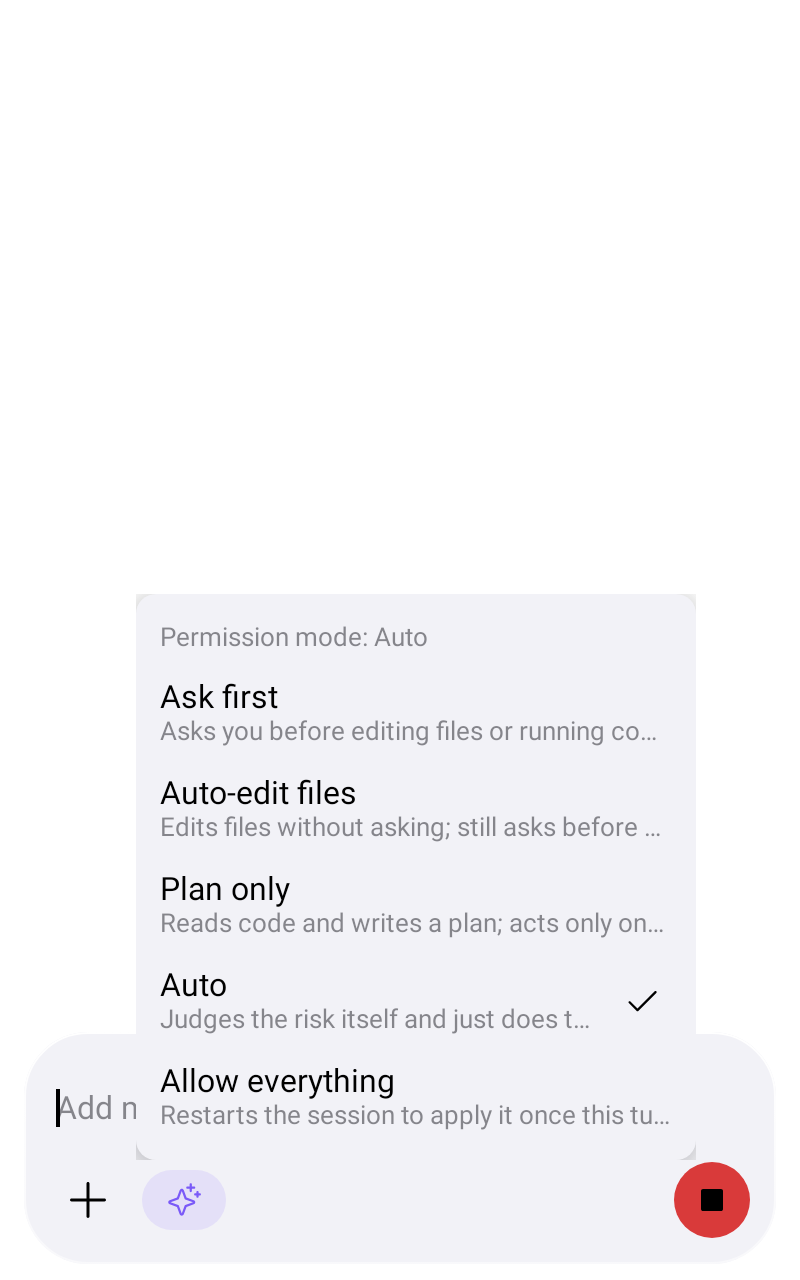 Permission mode: Auto
Ask first
Asks you before editing files or running co…
Auto-edit files
Edits files without asking; still asks before …
Plan only
Reads code and writes a plan; acts only on…
Auto
Judges the risk itself and just does t…
Allow everything
Restarts the session to apply it once this tu…
Add